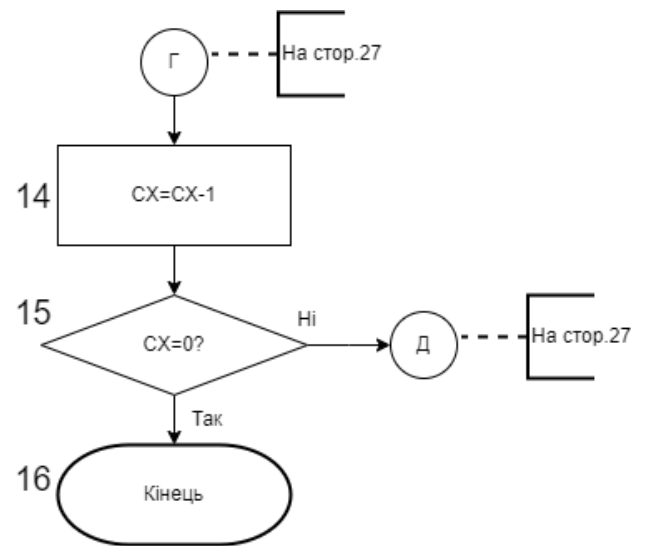 Г
На стор.27
14
CX=CX-1
15
CX=0?
Ні
Д
На стор.27
Так
16
Кінець